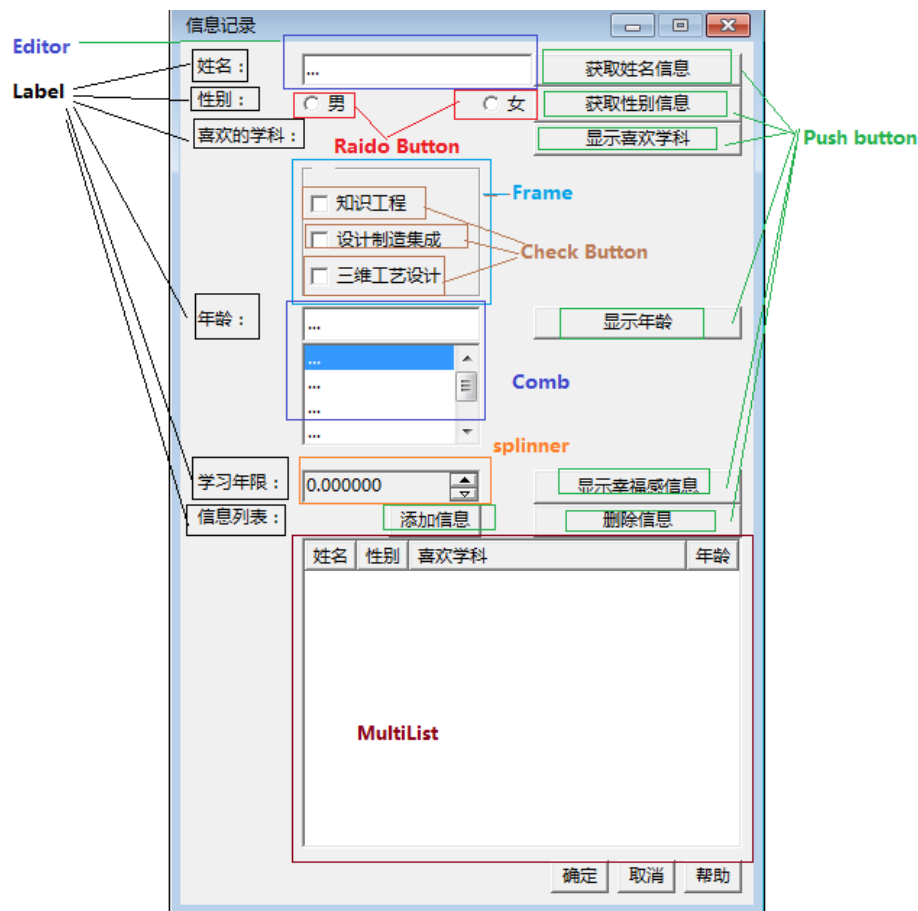 信息记录
Editor
姓名：
...
获取姓名信息
Label
性别：
男
女
获取性别信息
喜欢的学科：
Raido Button
显示喜欢学科
Push button
知识工程
Frame
设计制造集成
Check Button
三维工艺设计
年龄：
...
显示年龄
...
...
Comb
...
...
splinner
学习年限：
0.000000
显示幸福感信息
信息列表：
添加信息
删除信息
姓名 性别 喜欢学科 年龄
MultiList
确定 取消 帮助